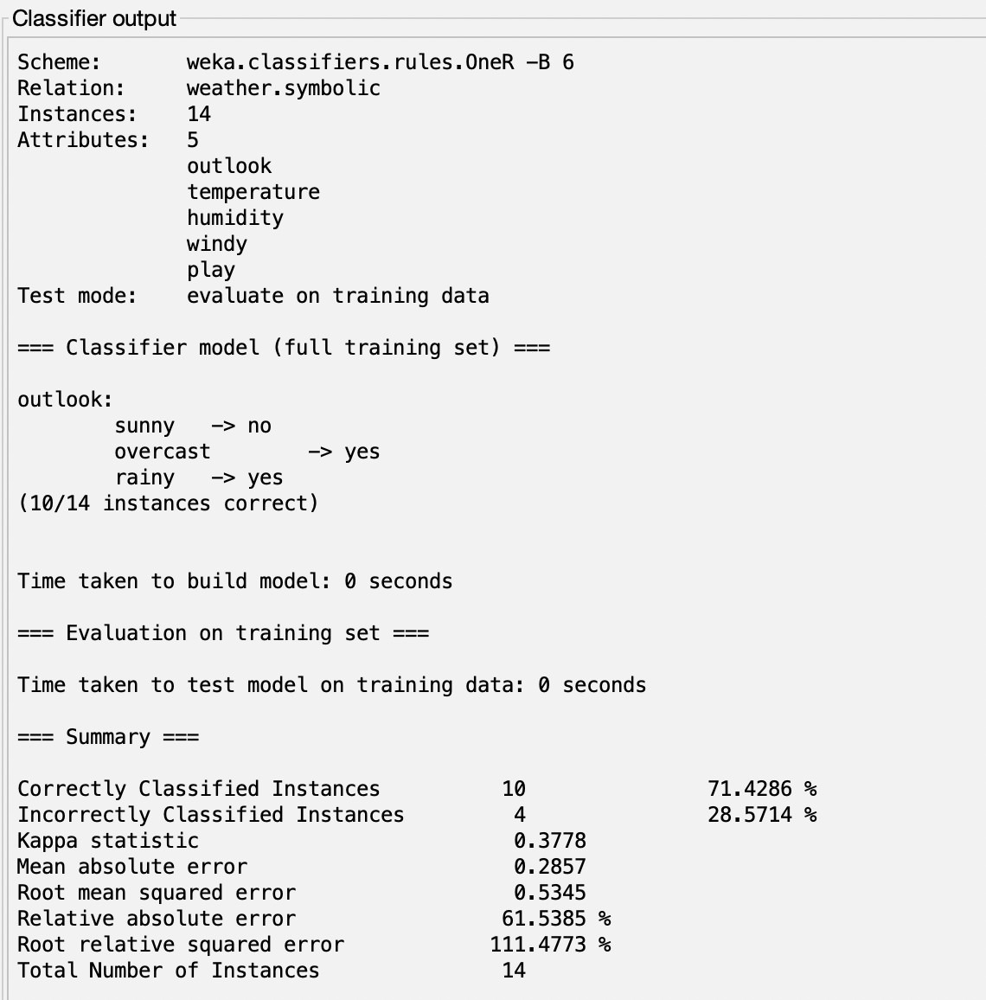 Classifier output
Scheme:       weka.classifiers.rules.OneR -B 6
Relation:     weather.symbolic
Instances:    14
Attributes:   5
              outlook
              temperature
              humidity
              windy
              play
Test mode:    evaluate on training data
=== Classifier model (full training set) ===
outlook:
        sunny   -> no
        overcast        -> yes
        rainy   -> yes
(10/14 instances correct)
Time taken to build model: 0 seconds
=== Evaluation on training set ===
Time taken to test model on training data: 0 seconds
=== Summary ===
Correctly Classified Instances          10               71.4286 %
Incorrectly Classified Instances         4               28.5714 %
Kappa statistic                          0.3778
Mean absolute error                      0.2857
Root mean squared error                  0.5345
Relative absolute error                 61.5385 %
Root relative squared error            111.4773 %
Total Number of Instances               14